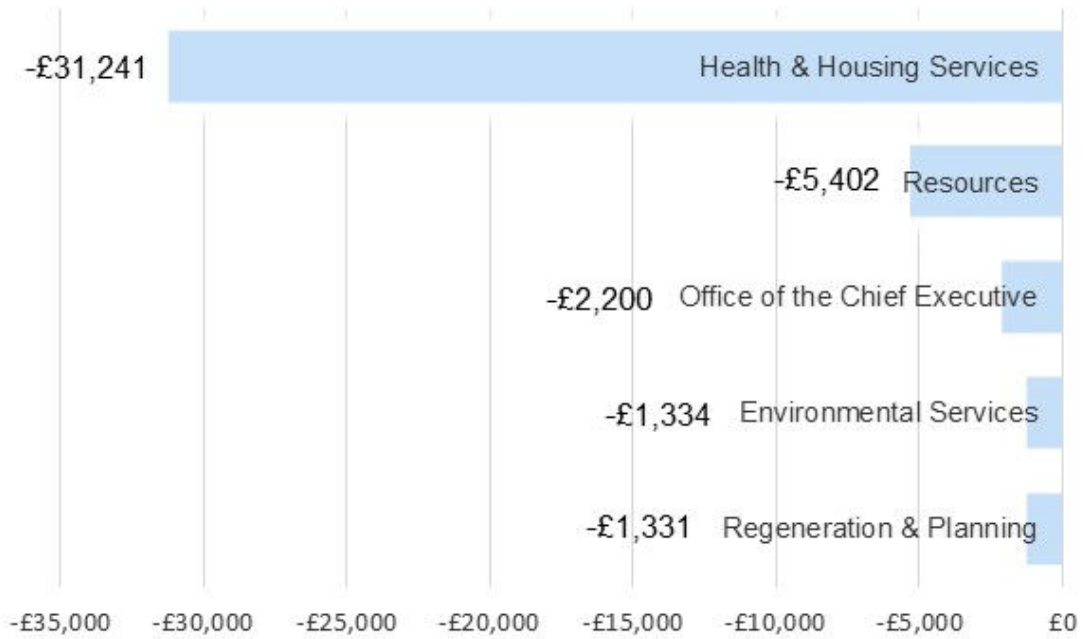 -£31,241 Health & Housing Services
-£5,402 Resources
-£2,200 Office of the Chief Executive
-£1,334 Environmental Services
-£1,331 Regeneration & Planning
-£35,000 -£30,000 -£25,000 -£20,000 -£15,000 -£10,000 -£5,000 £0